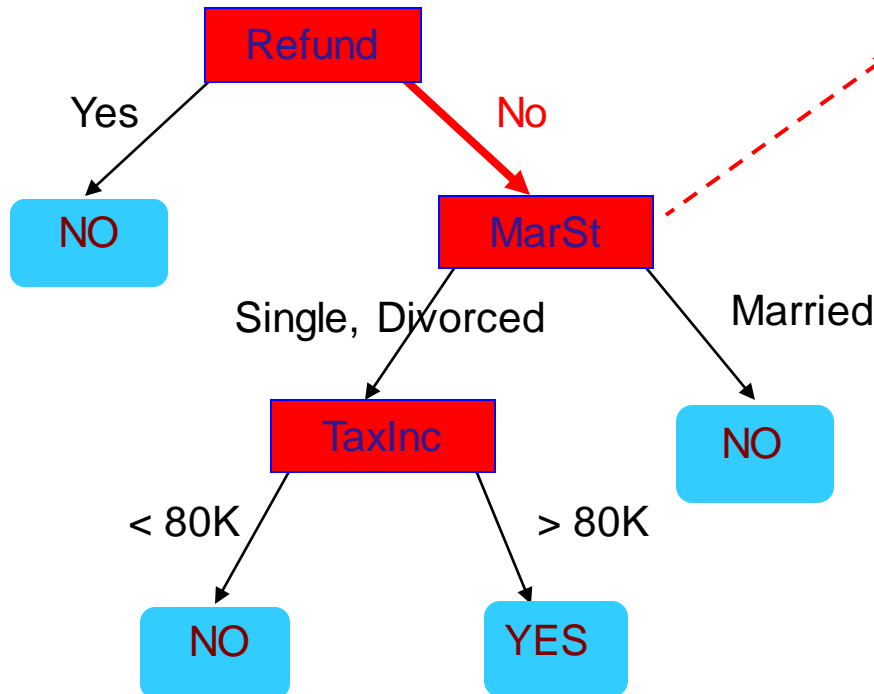 Refund
Yes
No
NO
MarSt
Single, Divorced
Married
TaxInc
NO
< 80K
> 80K
NO
YES